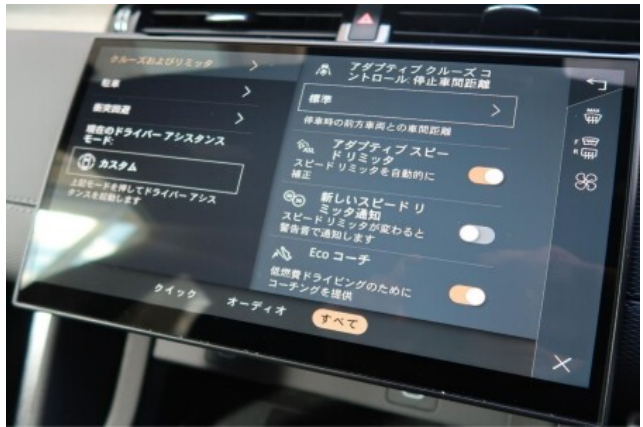 クルーズおよびリミッタ
駐車
衝突回避
現在のドライバー アシスタンス
モード:
カスタム
上記モードを押してドライバー アシス
タンスを起動します
アダプティブ クルーズ コ
ントロール: 停止車間距離
標準
停車時の前方車両との車間距離
アダプティブ スピー
ド リミッタ
スピード リミッタを自動的に
補正
新しいスピード リ
ミッタ通知
スピード リミッタが変わると
警告音で通知します
Eco コーチ
低燃費ドライビングのために
コーチングを提供
クイック
オーディオ
すべて
MAX
F
R